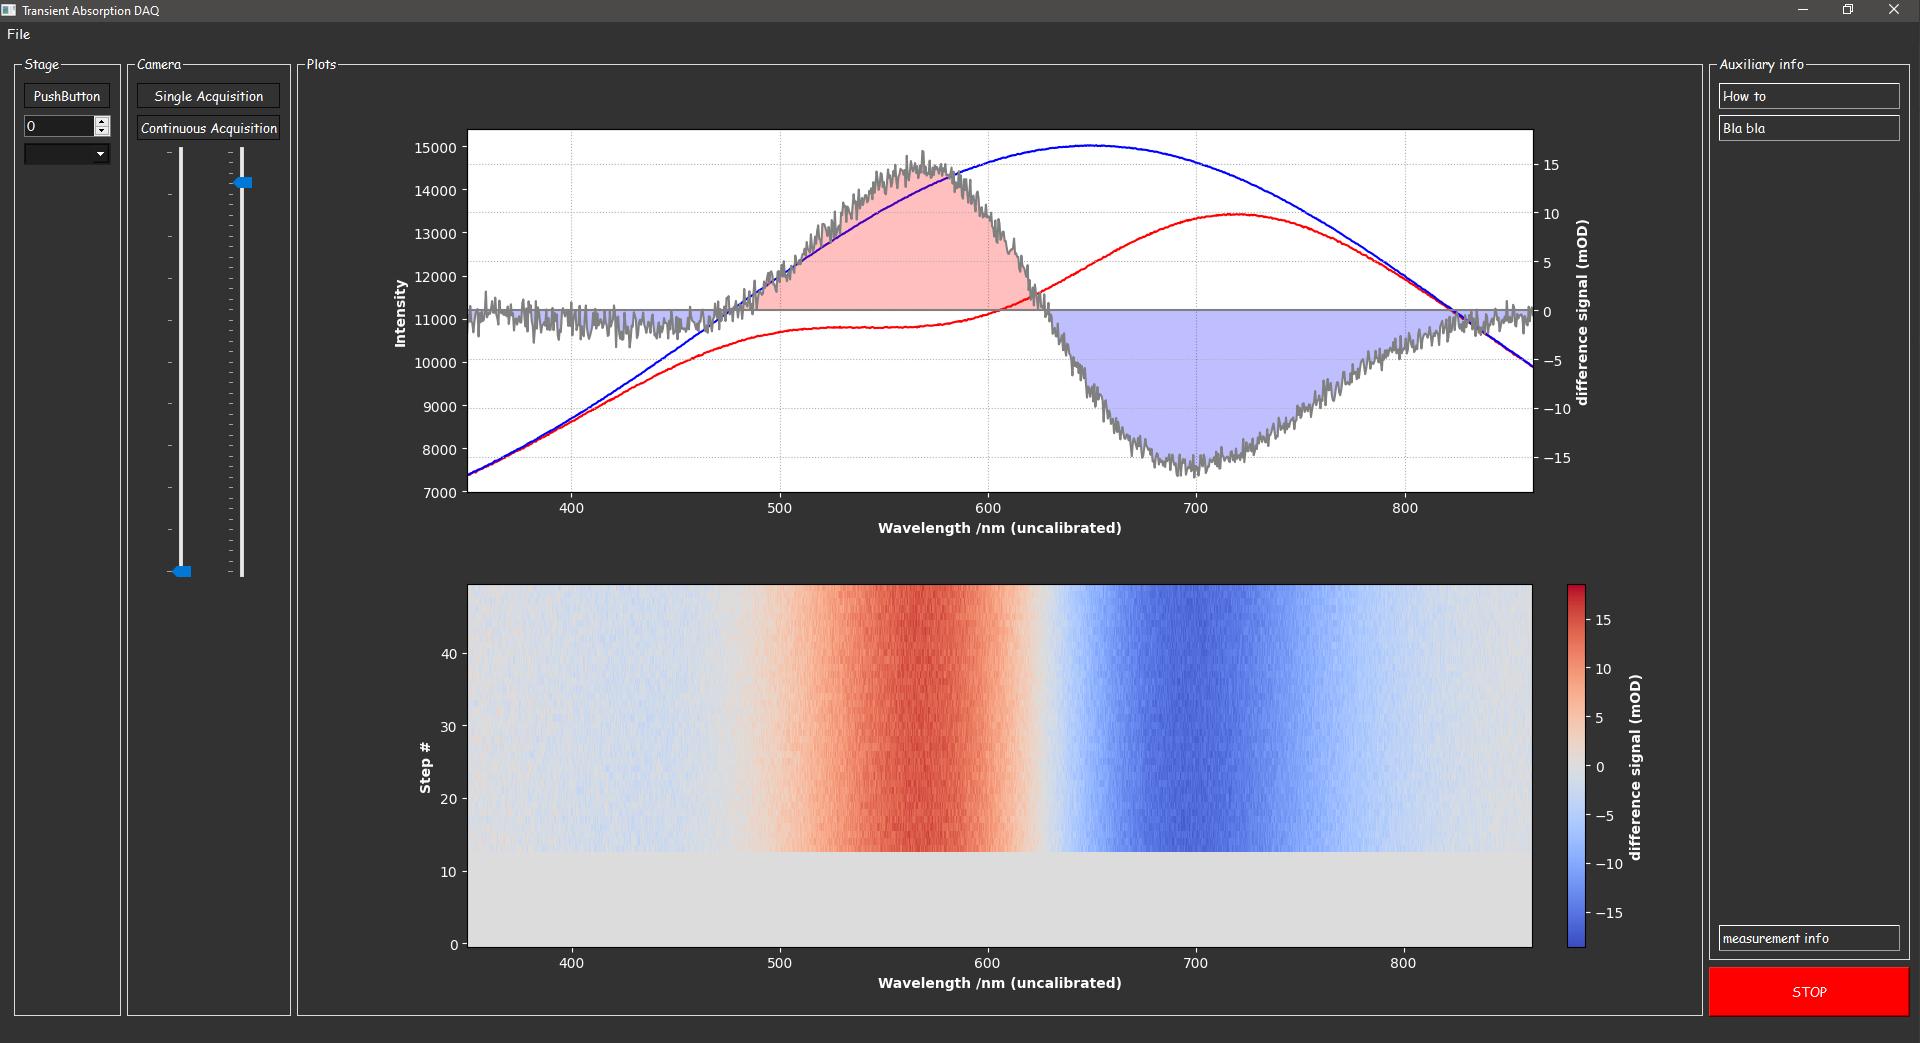 Transient Absorption DAQ
File
Stage
PushButton
0
Camera
Single Acquisition
Continuous Acquisition
Plots
15000
14000
13000
12000
11000
10000
9000
8000
7000
Intensity
15
10
5
0
−5
−10
−15
difference signal (mOD)
400 500 600 700 800
Wavelength /nm (uncalibrated)
40
30
20
10
0
Step #
15
10
5
0
−5
−10
−15
difference signal (mOD)
400 500 600 700 800
Wavelength /nm (uncalibrated)
Auxiliary info
How to
Bla bla
measurement info
STOP